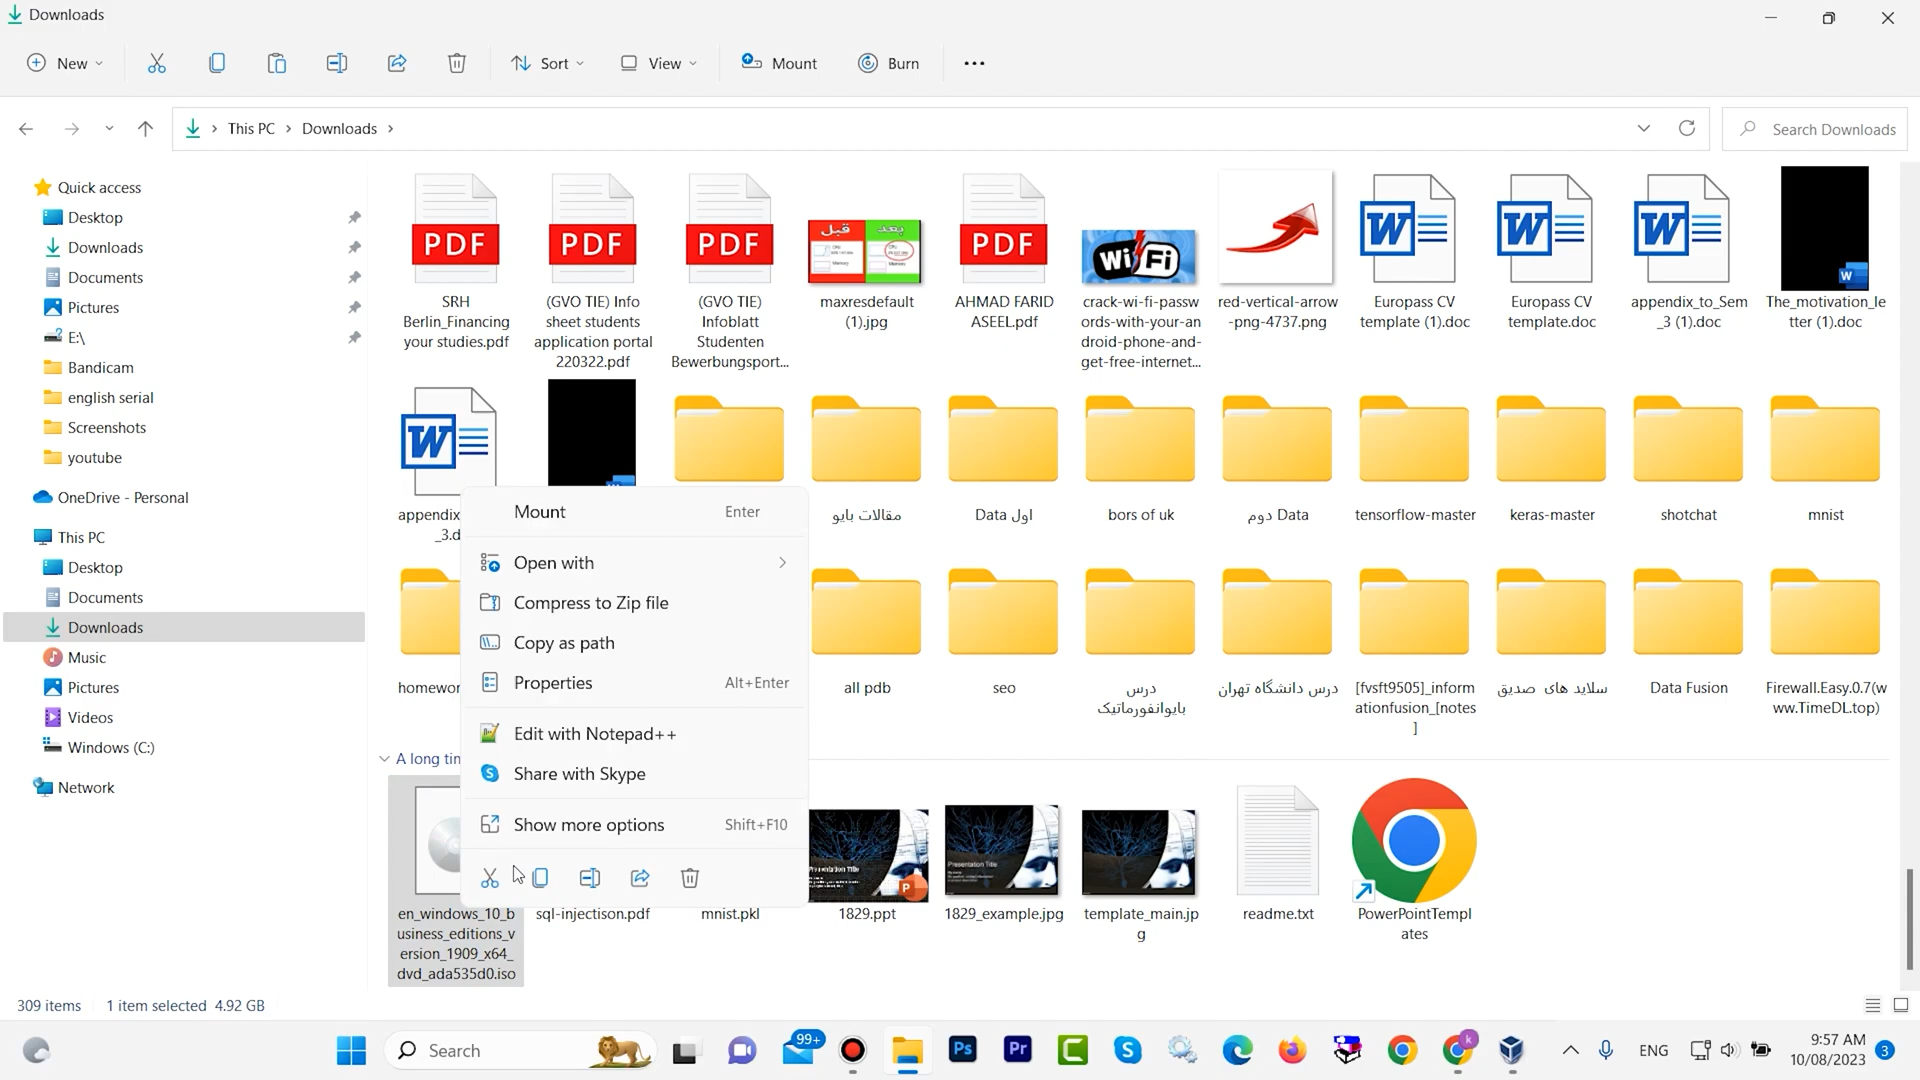 Downloads
New
Sort
View
Mount
Burn
This PC
Downloads
Search Downloads
Quick access
Desktop
Downloads
Documents
Pictures
E:\
Bandicam
english serial
Screenshots
youtube
OneDrive - Personal
This PC
Desktop
Documents
Downloads
Music
Pictures
Videos
Windows (C:)
Network
PDF
PDF
PDF
قبل
بعد
PDF
Wi Fi
SRH
Berlin_Financing
your studies.pdf
(GVO TIE) Info
sheet students
application portal
220322.pdf
(GVO TIE)
Infoblatt
Studenten
Bewerbungsport...
maxresdefault
(1).jpg
AHMAD FARID
ASEEL.pdf
crack-wi-fi-passw
ords-with-your-an
droid-phone-and-
get-free-internet...
red-vertical-arrow
-png-4737.png
Europass CV
template (1).doc
Europass CV
template.doc
appendix_to_Sem
_3 (1).doc
The_motivation_le
tter (1).doc
appendix
_3.d
مقالات بایو
Data اول
bors of uk
Data دوم
tensorflow-master
keras-master
shotchat
mnist
homewor
all pdb
seo
درس
بایوانفورماتیک
درس دانشگاه تهران
[fvsft9505]_inform
ationfusion_[notes
]
سلاید های صدیق
Data Fusion
Firewall.Easy.0.7(w
ww.TimeDL.top)
A long tim
Mount Enter
Open with
Compress to Zip file
Copy as path
Properties Alt+Enter
Edit with Notepad++
Share with Skype
Show more options Shift+F10
en_windows_10_b
usiness_editions_v
ersion_1909_x64_
dvd_ada535d0.iso
sql-injectison.pdf
mnist.pkl
Presentation Title
1829.ppt
Presentation Title
1829_example.jpg
template_main.jp
g
readme.txt
PowerPointTempl
ates
309 items
1 item selected 4.92 GB
Search
99+
Ps
Pr
k
ENG
9:57 AM
10/08/2023
3